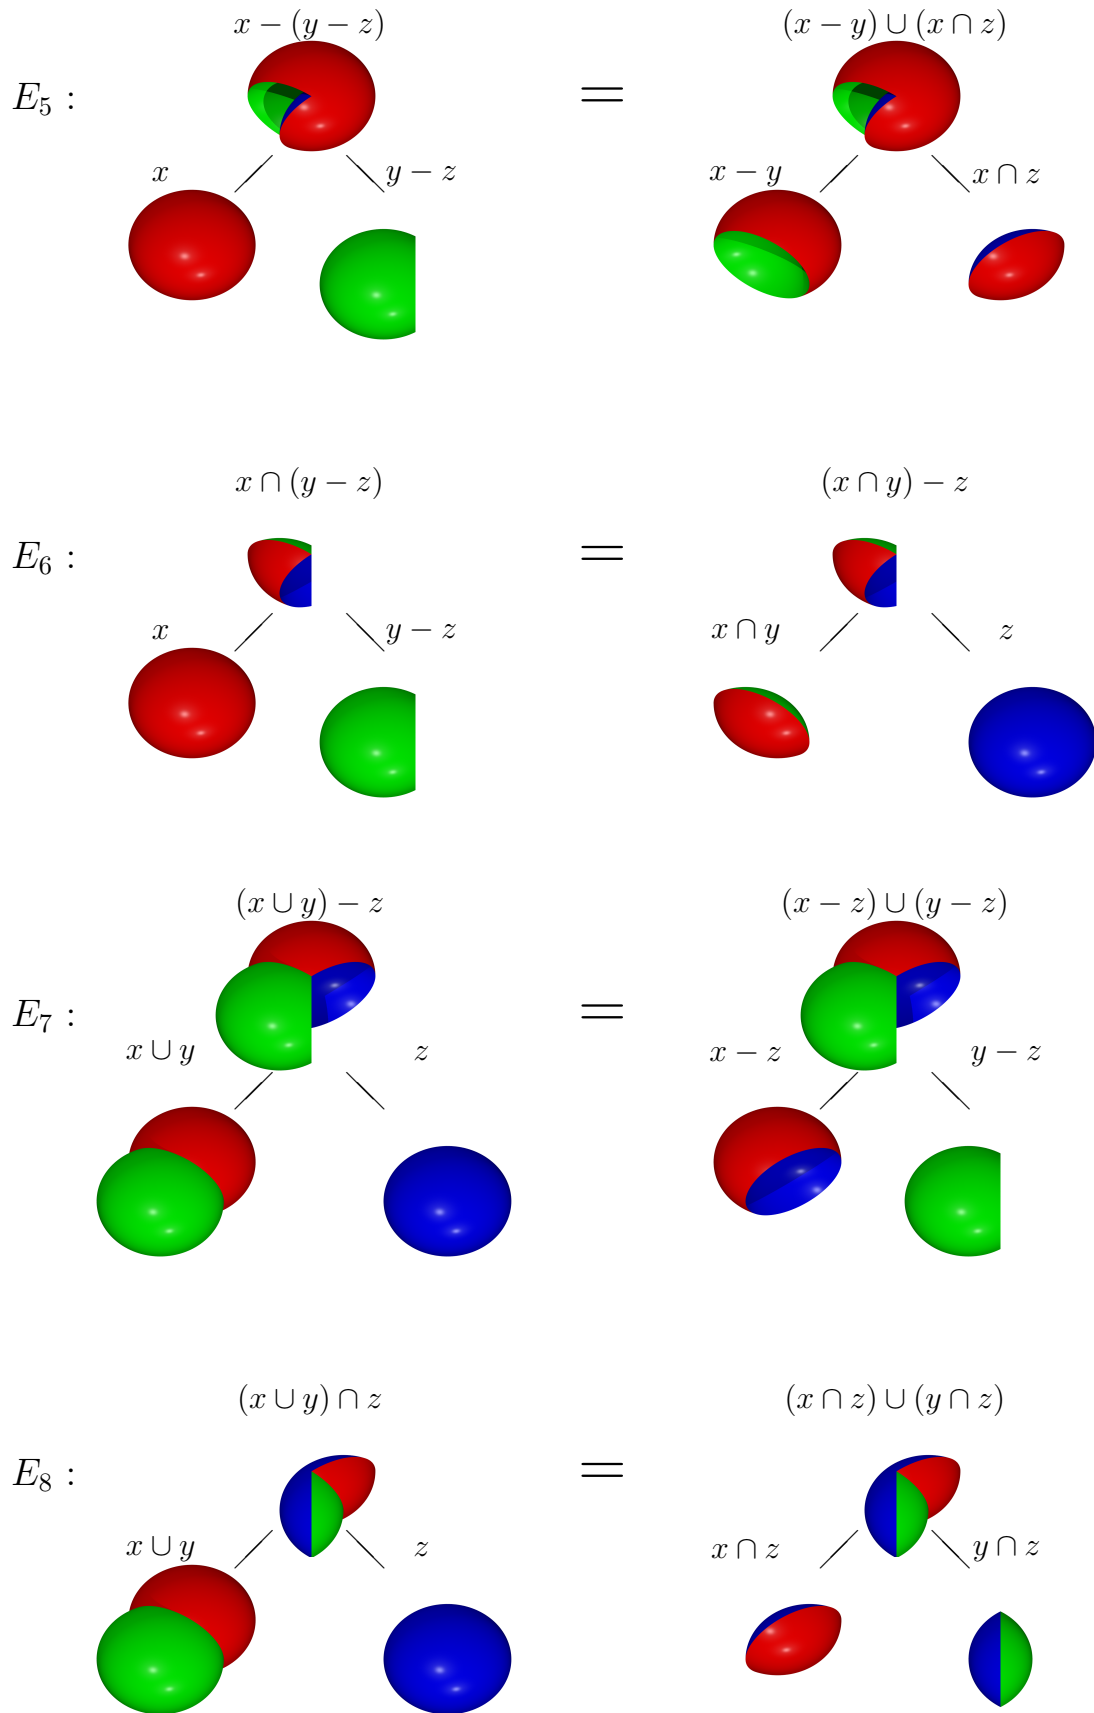 x − (y − z) (x − y) ∪ (x ∩ z)
E₅ : =
x y − z x − y x ∩ z
x ∩ (y − z) (x ∩ y) − z
E₆ : =
x y − z x ∩ y z
(x ∪ y) − z (x − z) ∪ (y − z)
E₇ : =
x ∪ y z x − z y − z
(x ∪ y) ∩ z (x ∩ z) ∪ (y ∩ z)
E₈ : =
x ∪ y z x ∩ z y ∩ z